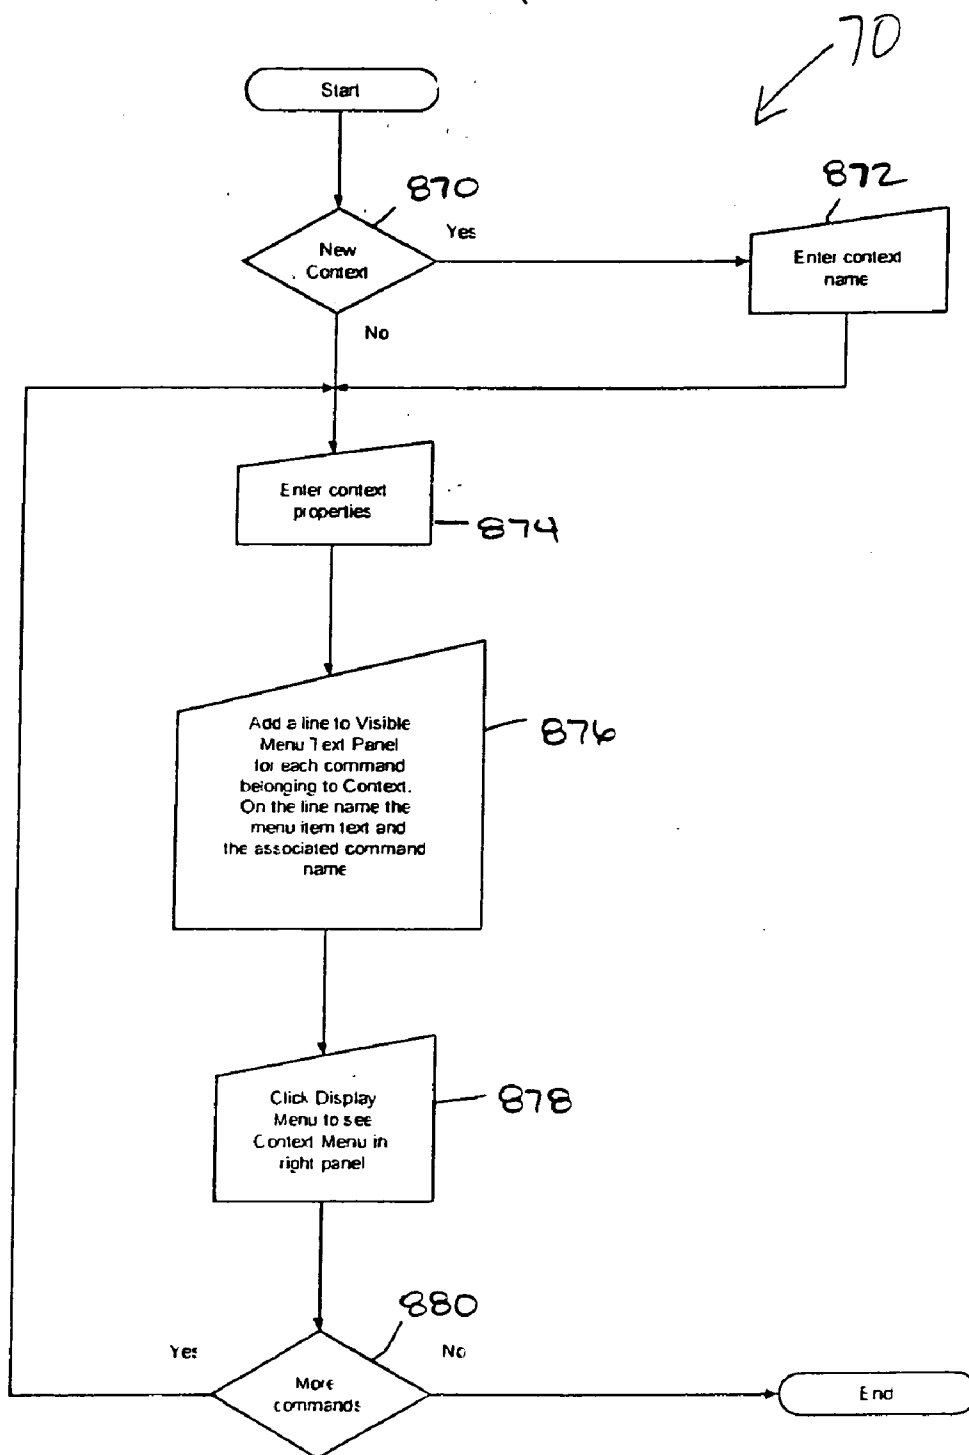 70
Start
870
872
New
Context
Yes
Enter context
name
No
Enter context
properties
874
Add a line to Visible
Menu Text Panel
for each command
belonging to Context.
On the line name the
menu item text and
the associated command
name
876
Click Display
Menu to see
Context Menu in
right panel
878
880
Yes
No
More
commands
End